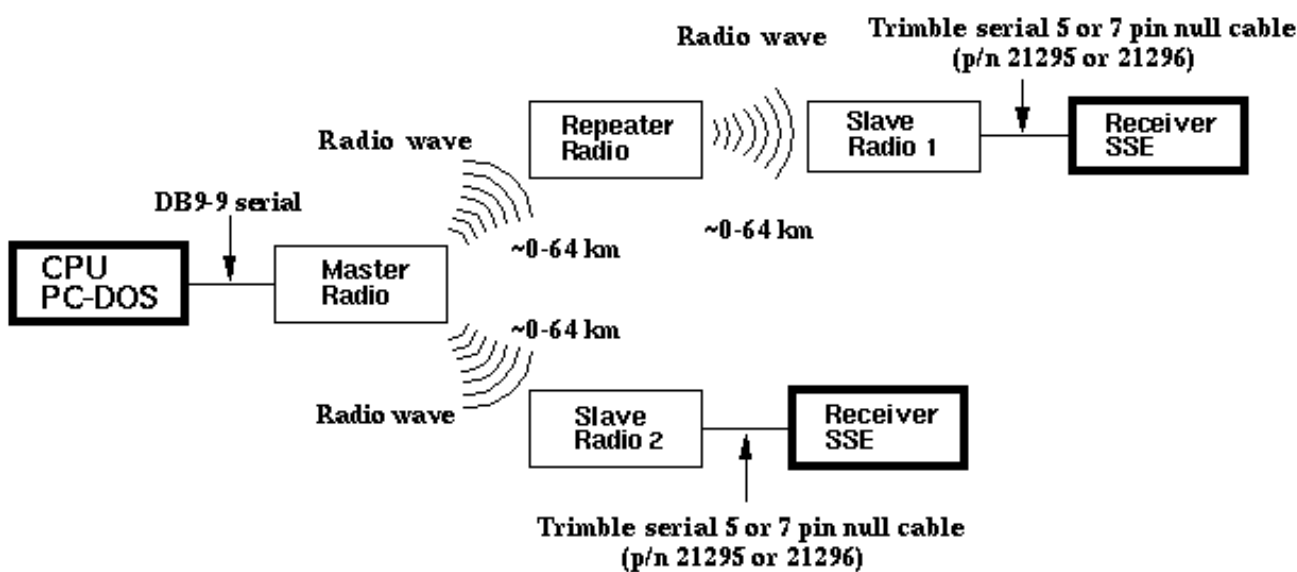 Radio wave
Trimble serial 5 or 7 pin null cable
(p/n 21295 or 21296)
Repeater
Radio
Slave
Radio 1
Receiver
SSE
Radio wave
DB9-9 serial
~0-64 km
~0-64 km
CPU
PC-DOS
Master
Radio
~0-64 km
Radio wave
Slave
Radio 2
Receiver
SSE
Trimble serial 5 or 7 pin null cable
(p/n 21295 or 21296)